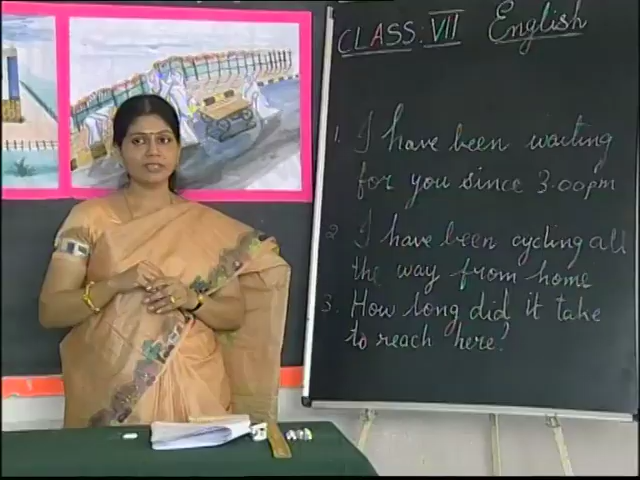 CLASS: VII English
1. I have been waiting
for you since 3.00pm
2 I have been cycling all
the way from home
3. How long did it take
to reach here?